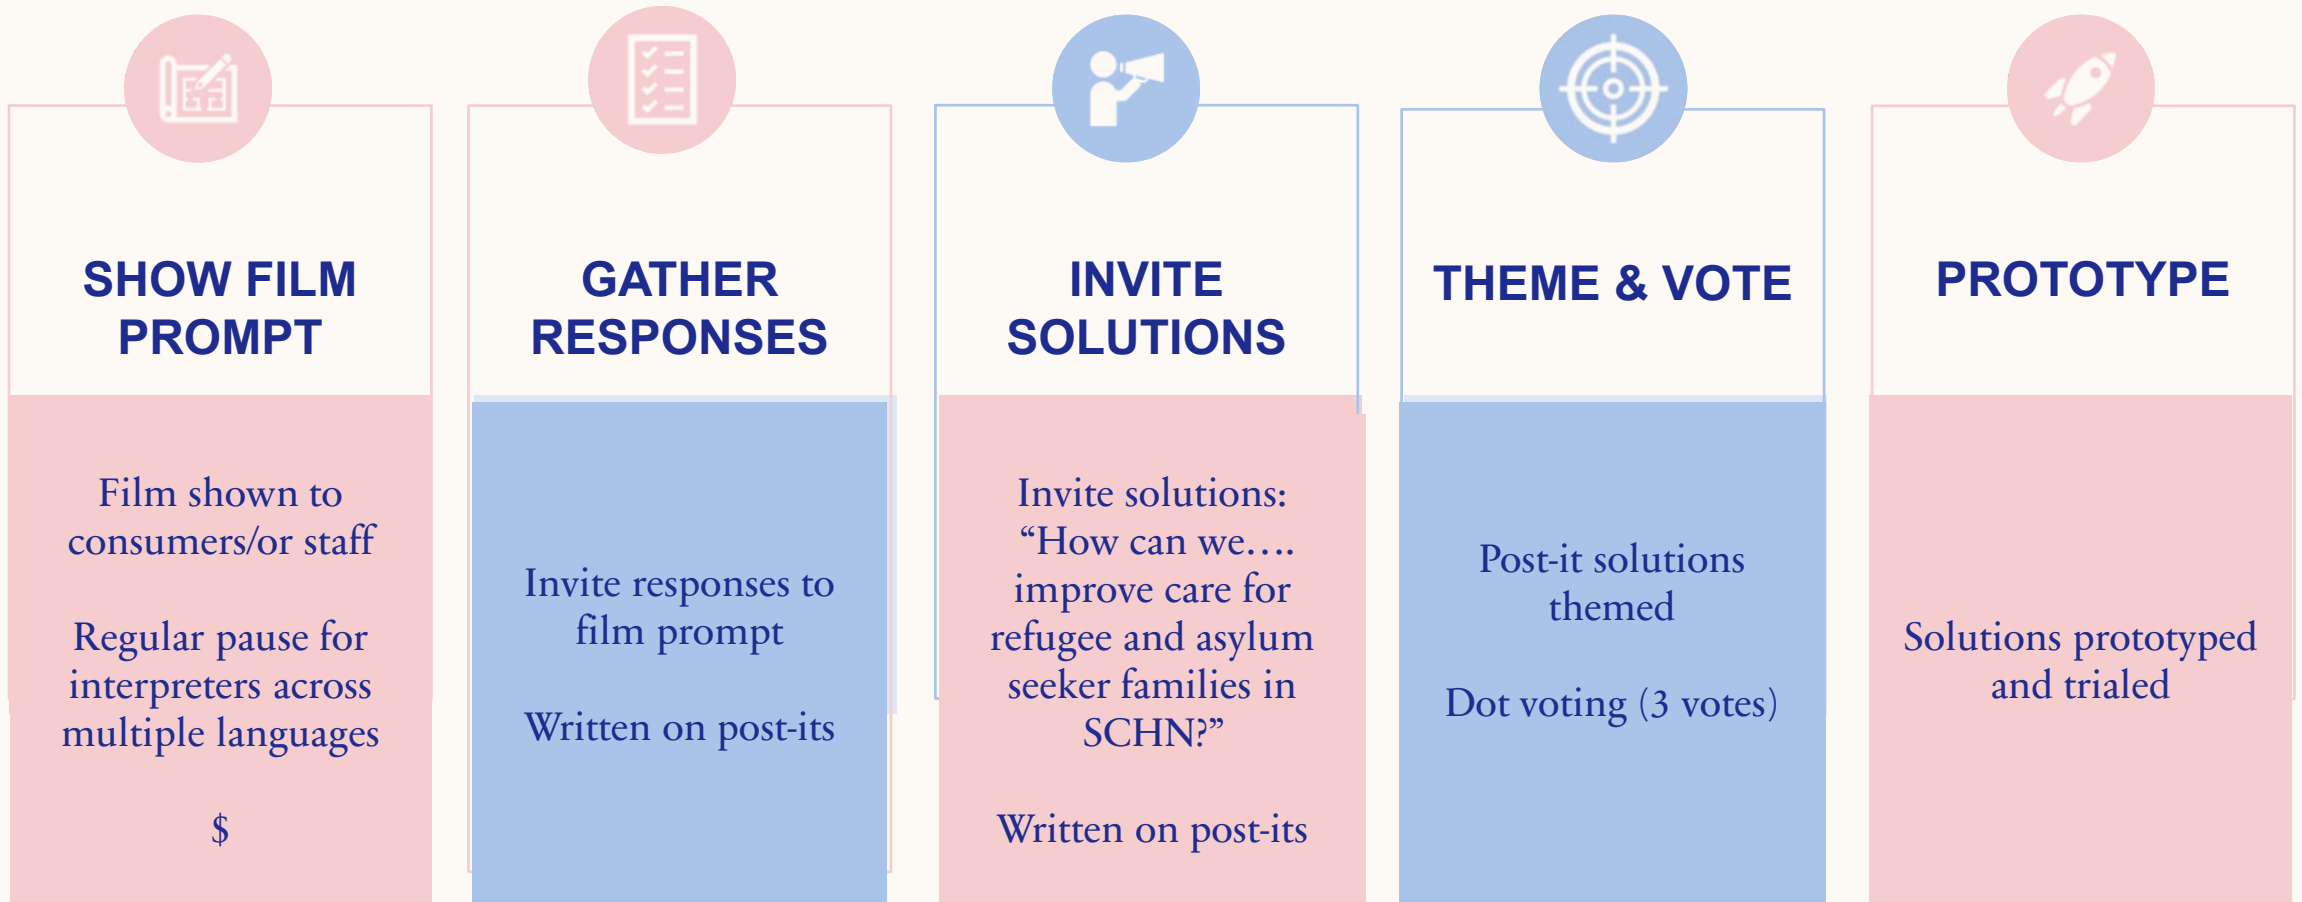 SHOW FILM
PROMPT
Film shown to
consumers/or staff
Regular pause for
interpreters across
multiple languages
$
GATHER
RESPONSES
Invite responses to
film prompt
Written on post-its
INVITE
SOLUTIONS
Invite solutions:
“How can we….
improve care for
refugee and asylum
seeker families in
SCHN?”
Written on post-its
THEME & VOTE
Post-it solutions
themed
Dot voting (3 votes)
PROTOTYPE
Solutions prototyped
and trialed